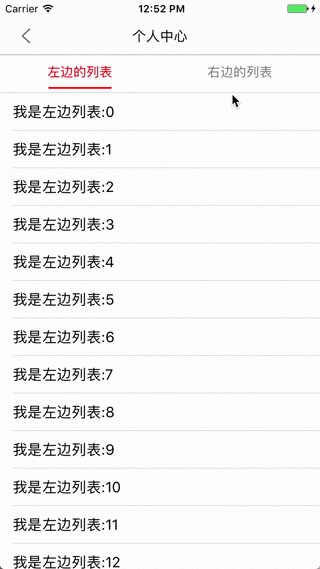 Carrier 12:52 PM
个人中心
左边的列表 右边的列表
我是左边列表:0
我是左边列表:1
我是左边列表:2
我是左边列表:3
我是左边列表:4
我是左边列表:5
我是左边列表:6
我是左边列表:7
我是左边列表:8
我是左边列表:9
我是左边列表:10
我是左边列表:11
我是左边列表:12